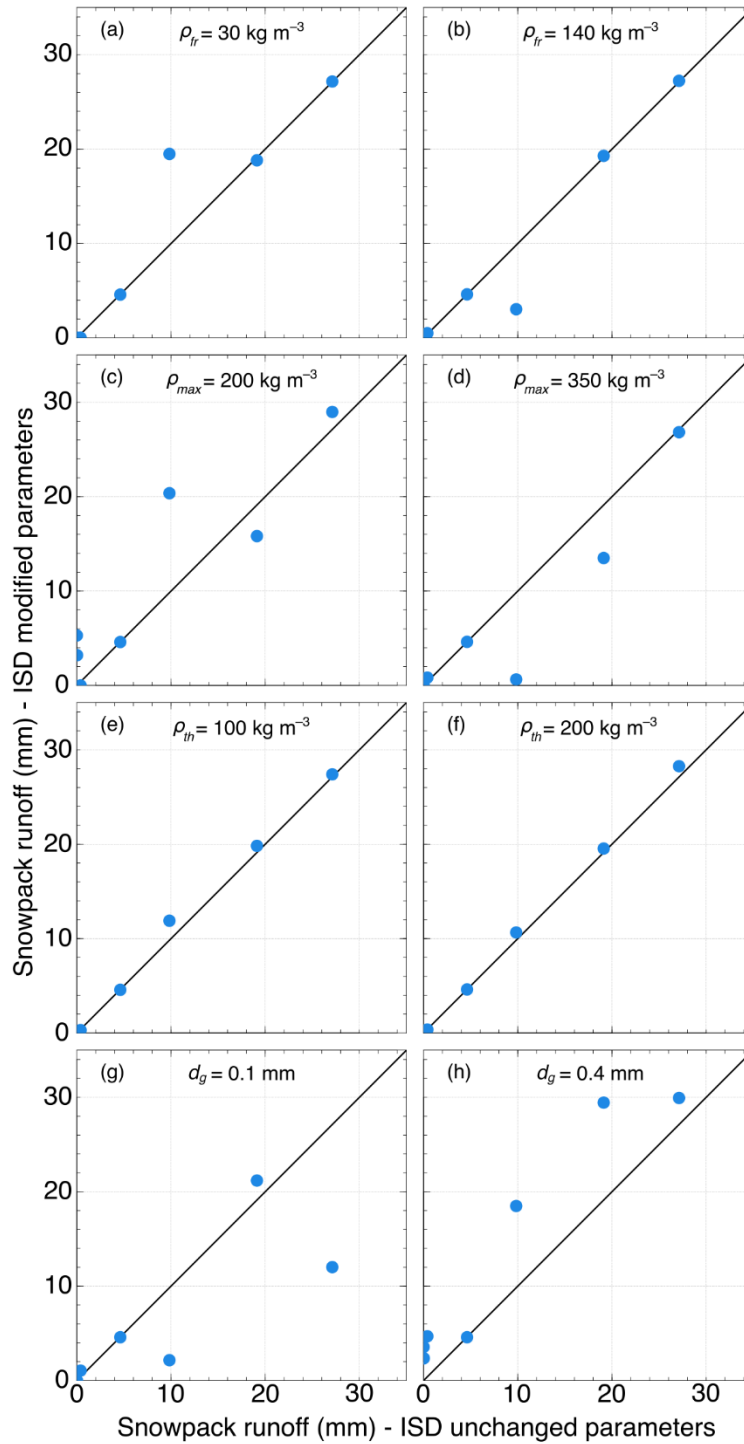 (a) ρfr = 30 kg m–3
(b) ρfr = 140 kg m–3
30
20
10
0
(c) ρmax = 200 kg m–3
(d) ρmax = 350 kg m–3
30
20
10
0
(e) ρth = 100 kg m–3
(f) ρth = 200 kg m–3
30
20
10
0
(g) dg = 0.1 mm
(h) dg = 0.4 mm
30
20
10
0
0 10 20 30
0 10 20 30
Snowpack runoff (mm) - ISD modified parameters
Snowpack runoff (mm) - ISD unchanged parameters